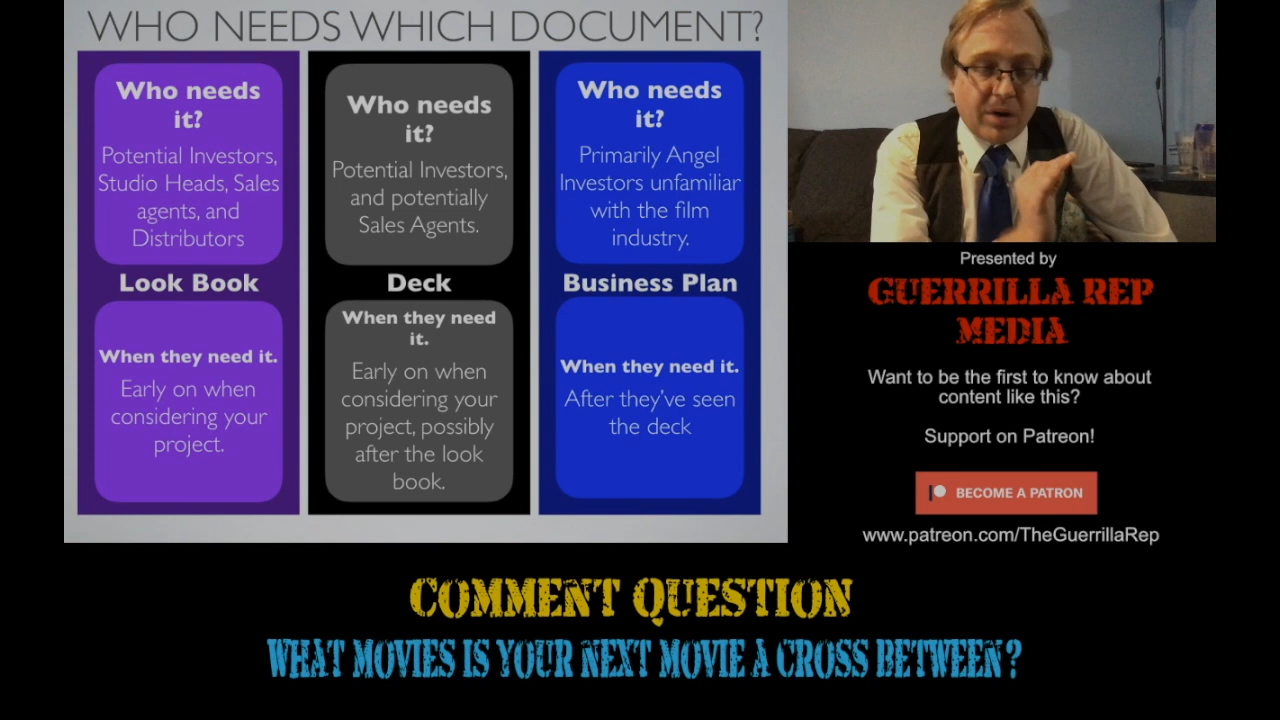 WHO NEEDS WHICH DOCUMENT?
Who needs
it?
Potential Investors,
Studio Heads, Sales
agents, and
Distributors
Look Book
When they need it.
Early on when
considering your
project.
Who needs
it?
Potential Investors,
and potentially
Sales Agents.
Deck
When they need
it.
Early on when
considering your
project, possibly
after the look
book.
Who needs
it?
Primarily Angel
Investors unfamiliar
with the film
industry.
Business Plan
When they need it.
After they've seen
the deck
Presented by
GUERRILLA REP
MEDIA
Want to be the first to know about
content like this?
Support on Patreon!
BECOME A PATRON
www.patreon.com/TheGuerrillaRep
COMMENT QUESTION
WHAT MOVIES IS YOUR NEXT MOVIE A CROSS BETWEEN?